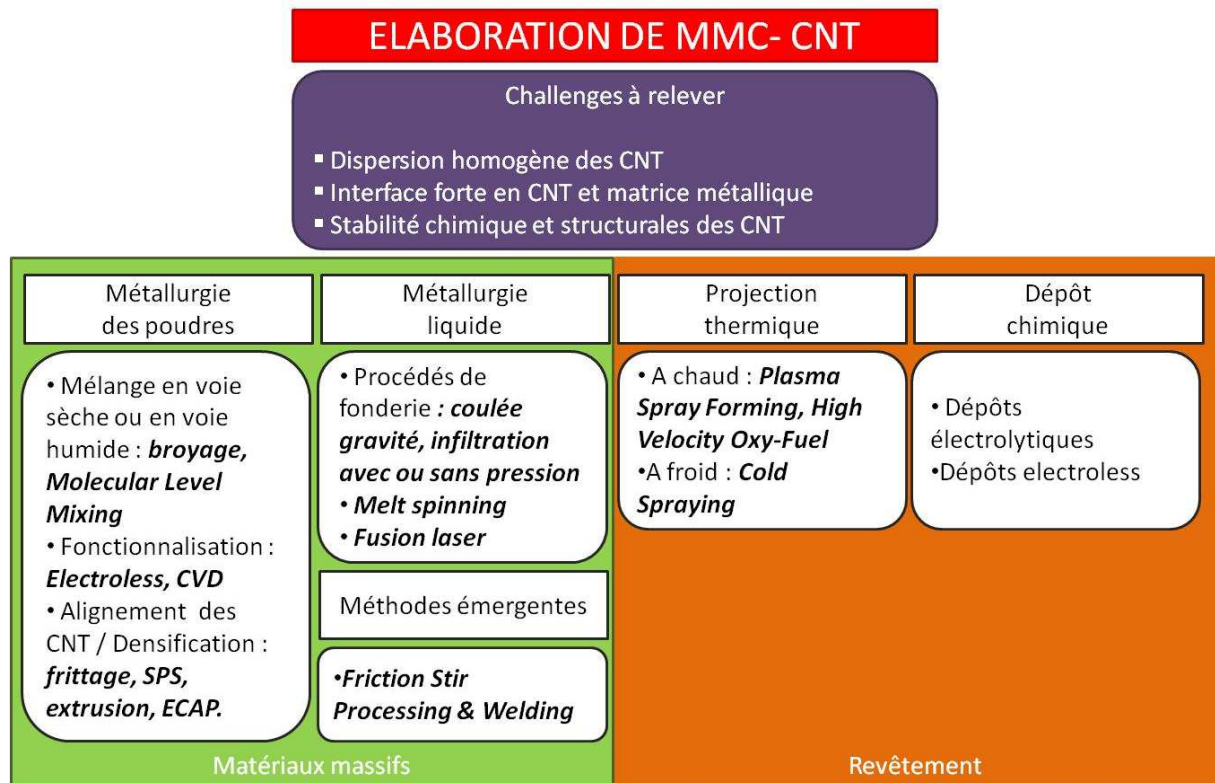 ELABORATION DE MMC- CNT
Challenges à relever
▪ Dispersion homogène des CNT
▪ Interface forte en CNT et matrice métallique
▪ Stabilité chimique et structurales des CNT
Métallurgie
des poudres
• Mélange en voie
sèche ou en voie
humide : broyage,
Molecular Level
Mixing
• Fonctionnalisation :
Electroless, CVD
• Alignement des
CNT / Densification :
frittage, SPS,
extrusion, ECAP.
Métallurgie
liquide
• Procédés de
fonderie : coulée
gravité, infiltration
avec ou sans pression
• Melt spinning
• Fusion laser
Méthodes émergentes
•Friction Stir
Processing & Welding
Matériaux massifs
Projection
thermique
• A chaud : Plasma
Spray Forming, High
Velocity Oxy-Fuel
•A froid : Cold
Spraying
Dépôt
chimique
• Dépôts
électrolytiques
•Dépôts electroless
Revêtement